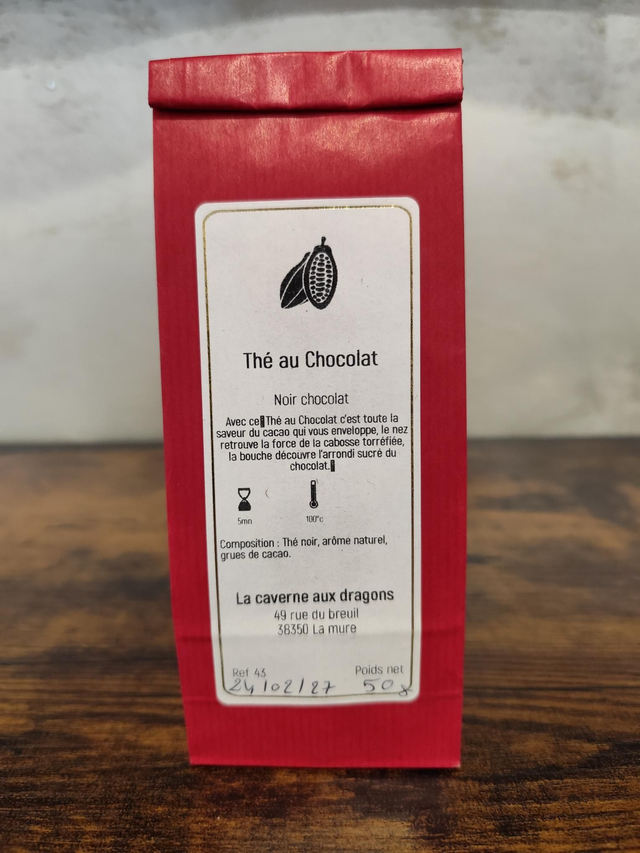 Thé au Chocolat
Noir chocolat
Avec ce▯Thé au Chocolat c'est toute la
saveur du cacao qui vous enveloppe, le nez
retrouve la force de la cabosse torréfiée,
la bouche découvre l'arrondi sucré du
chocolat.▯
5mn 100°c
Composition : Thé noir, arôme naturel,
grues de cacao.
La caverne aux dragons
49 rue du breuil
38350 La mure
Ref 43 Poids net
24/02/27 50g